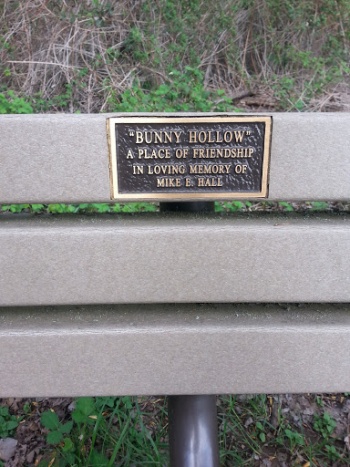 "BUNNY HOLLOW"
A PLACE OF FRIENDSHIP
IN LOVING MEMORY OF
MIKE E. HALL